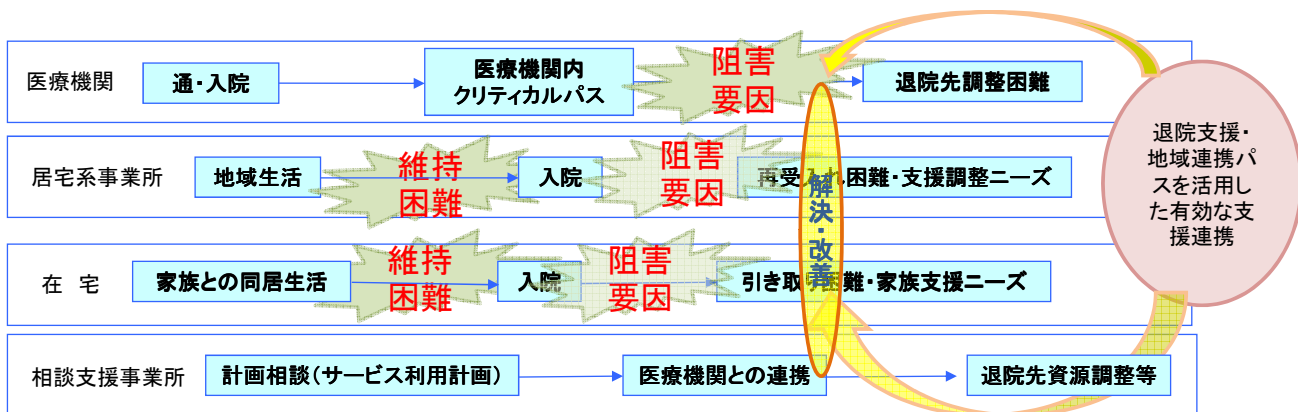 医療機関
通・入院
医療機関内
クリティカルパス
阻害
要因
退院先調整困難
居宅系事業所
地域生活
維持
困難
入院
阻害
要因
再受入れ困難・支援調整ニーズ
在 宅
家族との同居生活
維持
困難
入院
阻害
要因
引き取り困難・家族支援ニーズ
相談支援事業所
計画相談(サービス利用計画)
医療機関との連携
退院先資源調整等
解決・改善
退院支援・
地域連携パ
スを活用し
た有効な支
援連携